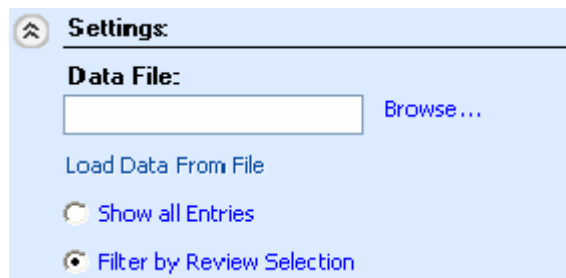 Settings:
Data File:
Browse...
Load Data From File
Show all Entries
Filter by Review Selection